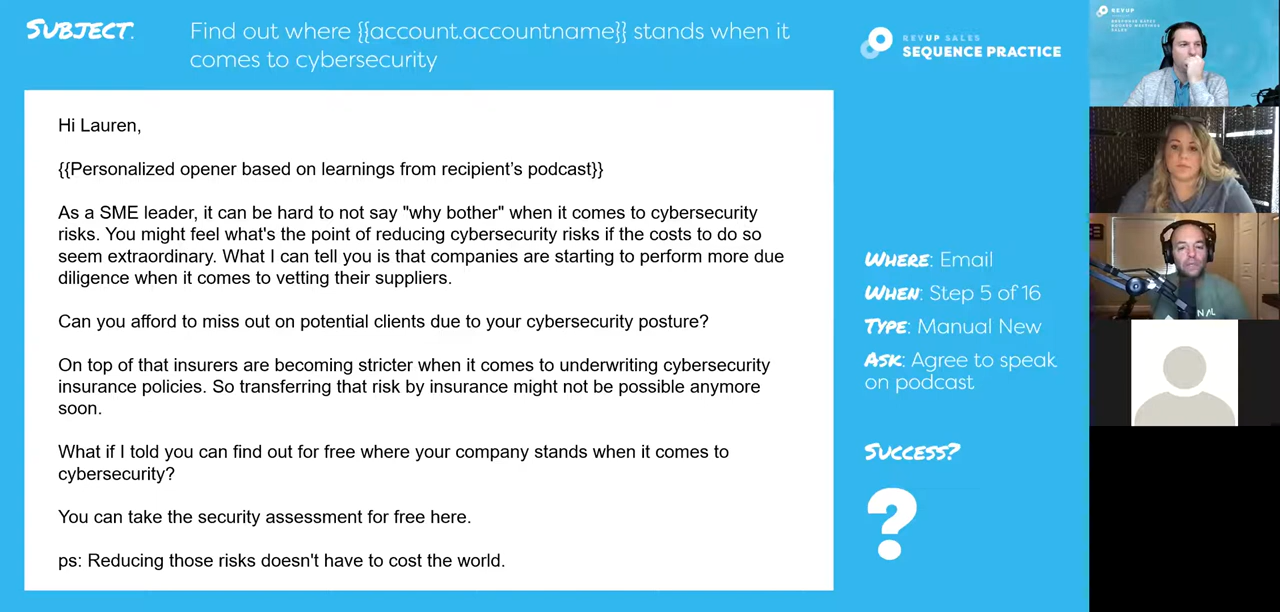 SUBJECT:
Find out where {{account.accountname}} stands when it
comes to cybersecurity
REVUP SALES
SEQUENCE PRACTICE
REVUP
Hi Lauren,
{{Personalized opener based on learnings from recipient’s podcast}}
As a SME leader, it can be hard to not say "why bother" when it comes to cybersecurity
risks. You might feel what's the point of reducing cybersecurity risks if the costs to do so
seem extraordinary. What I can tell you is that companies are starting to perform more due
diligence when it comes to vetting their suppliers.
Can you afford to miss out on potential clients due to your cybersecurity posture?
On top of that insurers are becoming stricter when it comes to underwriting cybersecurity
insurance policies. So transferring that risk by insurance might not be possible anymore
soon.
What if I told you can find out for free where your company stands when it comes to
cybersecurity?
You can take the security assessment for free here.
ps: Reducing those risks doesn't have to cost the world.
WHERE: Email
WHEN: Step 5 of 16
TYPE: Manual New
ASK: Agree to speak
on podcast
SUCCESS?
?